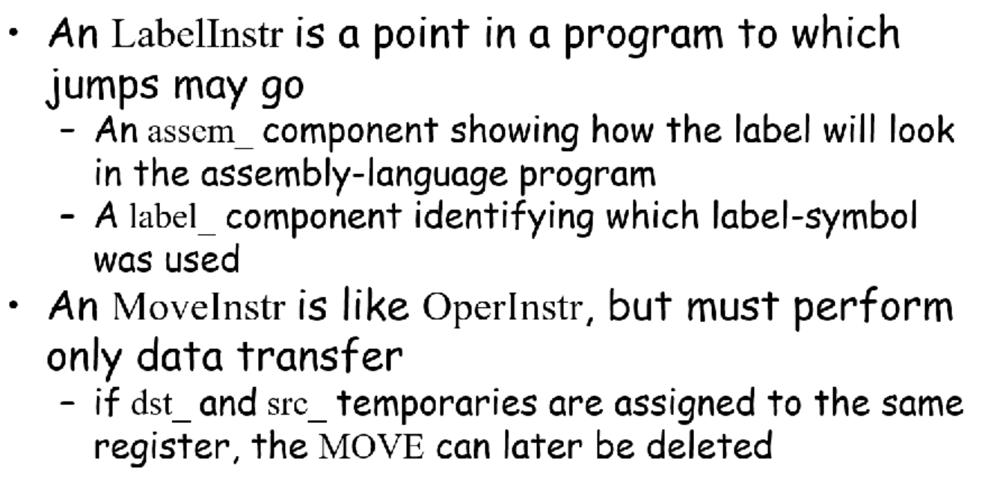 • An LabelInstr is a point in a program to which
jumps may go
– An assem_ component showing how the label will look
in the assembly-language program
– A label_ component identifying which label-symbol
was used
• An MoveInstr is like OperInstr, but must perform
only data transfer
– if dst_ and src_ temporaries are assigned to the same
register, the MOVE can later be deleted